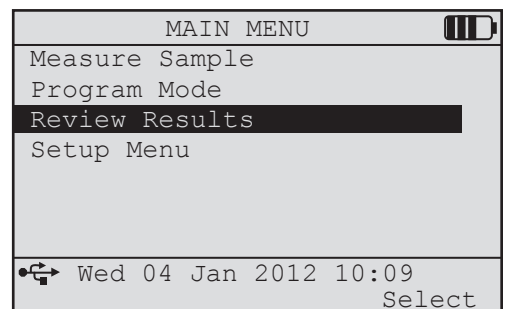 MAIN MENU
Measure Sample
Program Mode
Review Results
Setup Menu
Wed 04 Jan 2012 10:09
Select